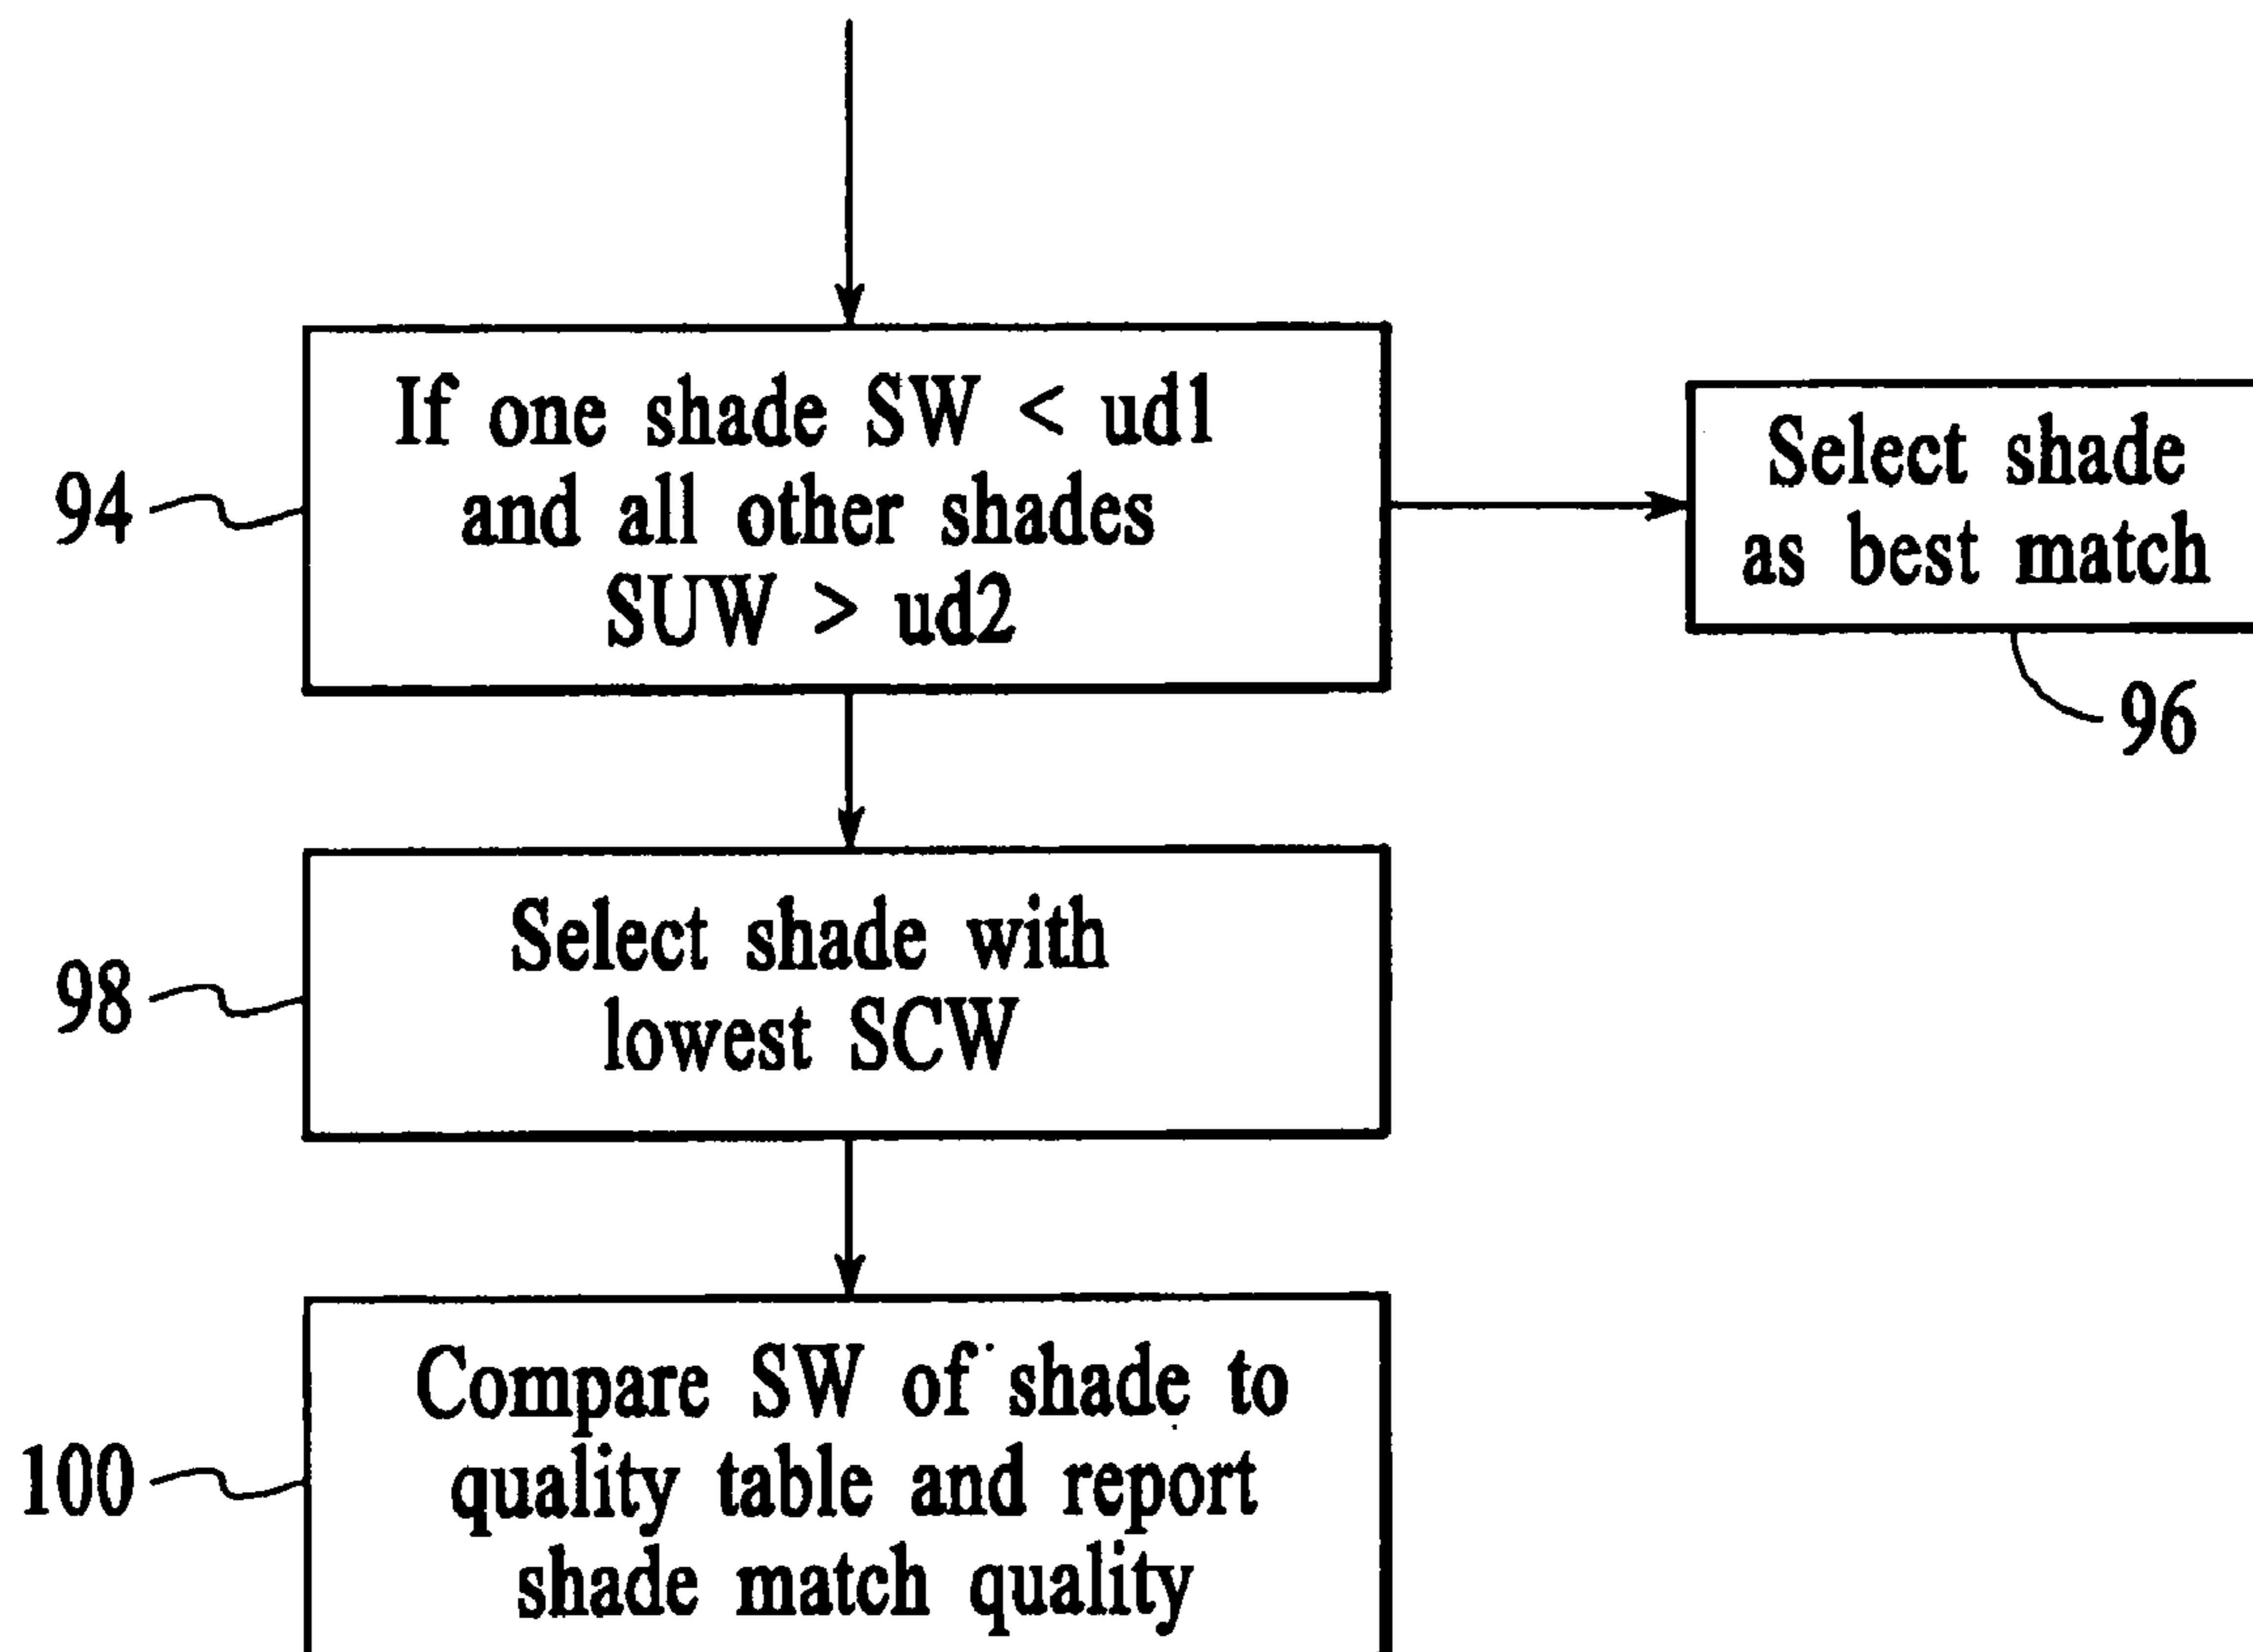 If one shade SW < ud1
and all other shades
SUW > ud2
94
Select shade
as best match
96
Select shade with
lowest SCW
98
Compare SW of shade to
quality table and report
shade match quality
100